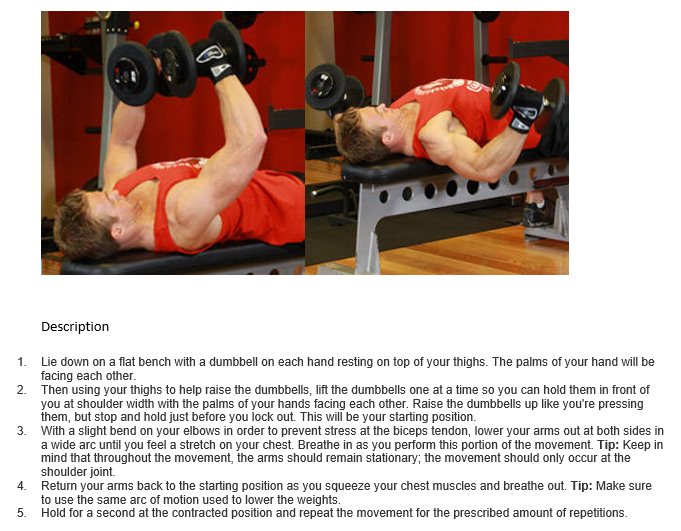 Description
1. Lie down on a flat bench with a dumbbell on each hand resting on top of your thighs. The palms of your hand will be
facing each other.
2. Then using your thighs to help raise the dumbbells, lift the dumbbells one at a time so you can hold them in front of
you at shoulder width with the palms of your hands facing each other. Raise the dumbbells up like you're pressing
them, but stop and hold just before you lock out. This will be your starting position.
3. With a slight bend on your elbows in order to prevent stress at the biceps tendon, lower your arms out at both sides in
a wide arc until you feel a stretch on your chest. Breathe in as you perform this portion of the movement. Tip: Keep in
mind that throughout the movement, the arms should remain stationary; the movement should only occur at the
shoulder joint.
4. Return your arms back to the starting position as you squeeze your chest muscles and breathe out. Tip: Make sure
to use the same arc of motion used to lower the weights.
5. Hold for a second at the contracted position and repeat the movement for the prescribed amount of repetitions.